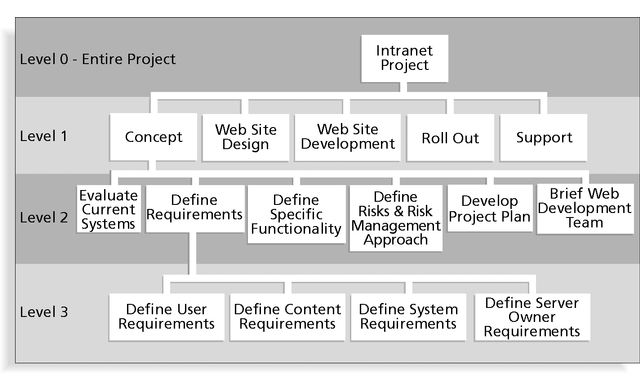 Level 0 - Entire Project
Intranet
Project
Level 1
Concept
Web Site
Design
Web Site
Development
Roll Out
Support
Level 2
Evaluate
Current
Systems
Define
Requirements
Define
Specific
Functionality
Define
Risks & Risk
Management
Approach
Develop
Project Plan
Brief Web
Development
Team
Level 3
Define User
Requirements
Define Content
Requirements
Define System
Requirements
Define Server
Owner
Requirements